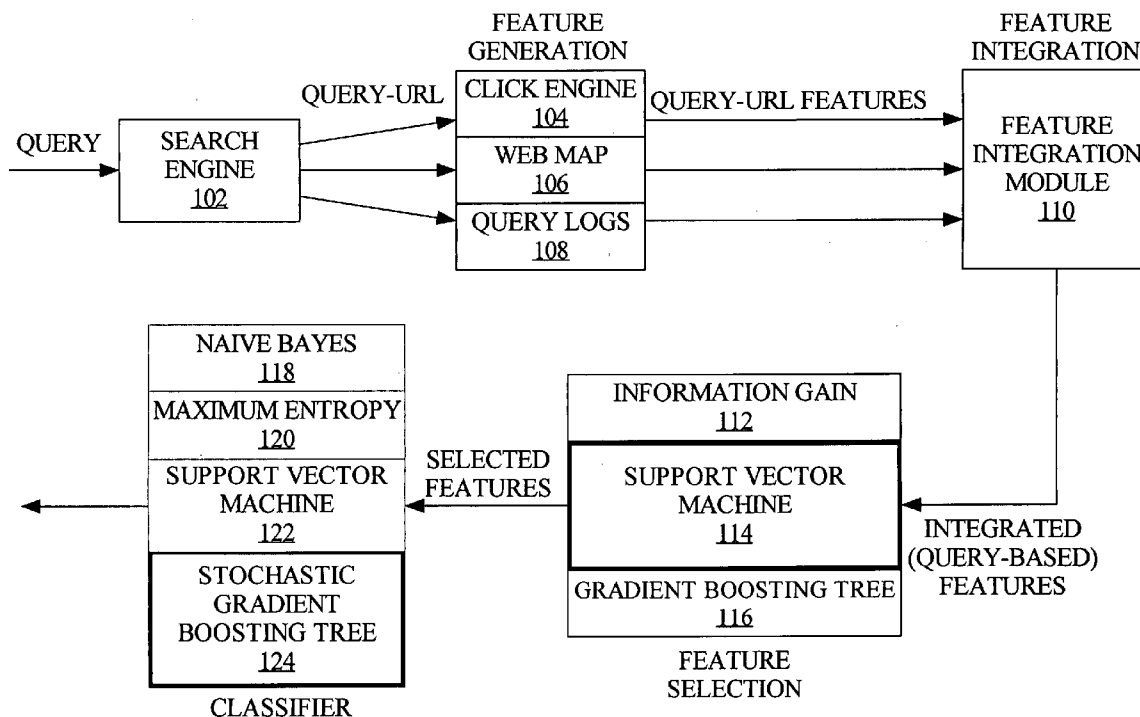 FEATURE
GENERATION
FEATURE
INTEGRATION
QUERY
SEARCH
ENGINE
102
QUERY-URL
CLICK ENGINE
104
WEB MAP
106
QUERY LOGS
108
QUERY-URL FEATURES
FEATURE
INTEGRATION
MODULE
110
NAIVE BAYES
118
MAXIMUM ENTROPY
120
SUPPORT VECTOR
MACHINE
122
STOCHASTIC
GRADIENT
BOOSTING TREE
124
CLASSIFIER
SELECTED
FEATURES
INFORMATION GAIN
112
SUPPORT VECTOR
MACHINE
114
GRADIENT BOOSTING TREE
116
FEATURE
SELECTION
INTEGRATED
(QUERY-BASED)
FEATURES